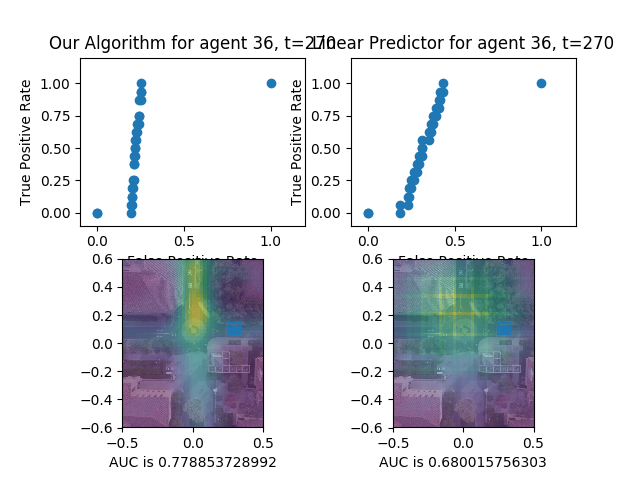 Our Algorithm for agent 36, t=270
Linear Predictor for agent 36, t=270
True Positive Rate
1.00
0.75
0.50
0.25
0.00
0.0 0.5 1.0
False Positive Rate
True Positive Rate
1.00
0.75
0.50
0.25
0.00
0.0 0.5 1.0
False Positive Rate
0.6
0.4
0.2
0.0
−0.2
−0.4
−0.6
−0.5 0.0 0.5
AUC is 0.778853728992
0.6
0.4
0.2
0.0
−0.2
−0.4
−0.6
−0.5 0.0 0.5
AUC is 0.680015756303